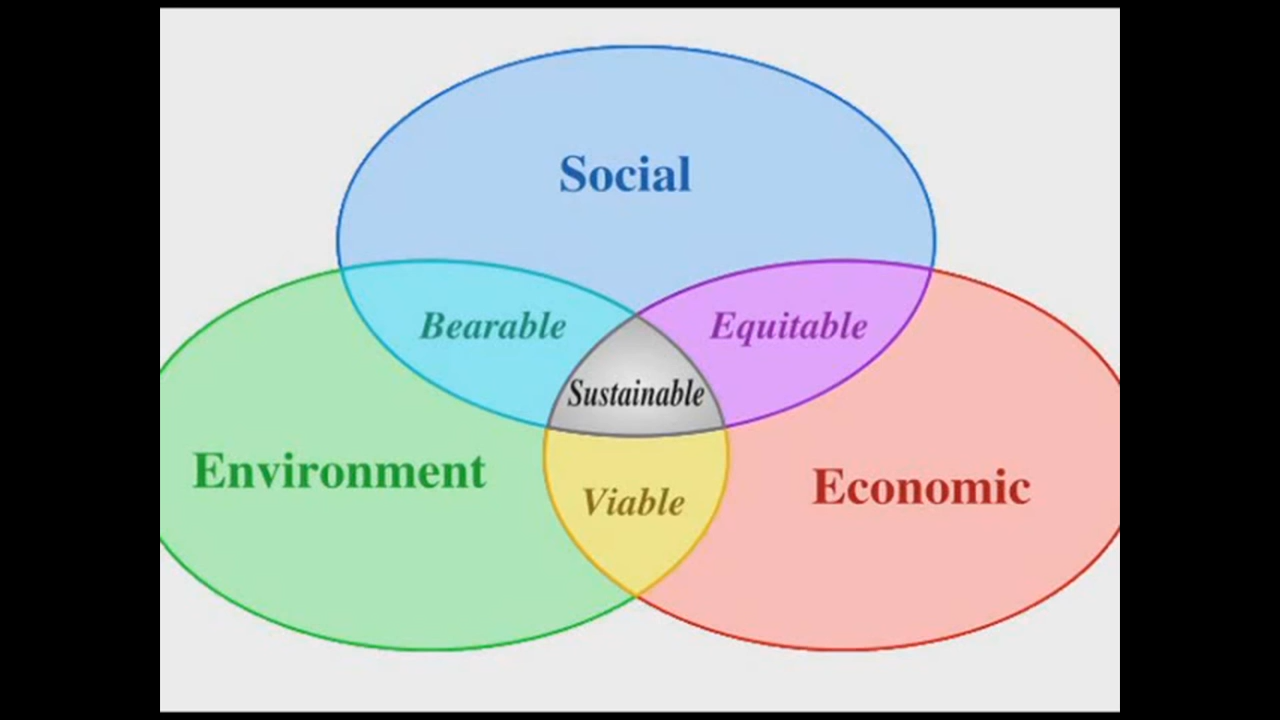 Social
Bearable
Equitable
Sustainable
Environment
Economic
Viable